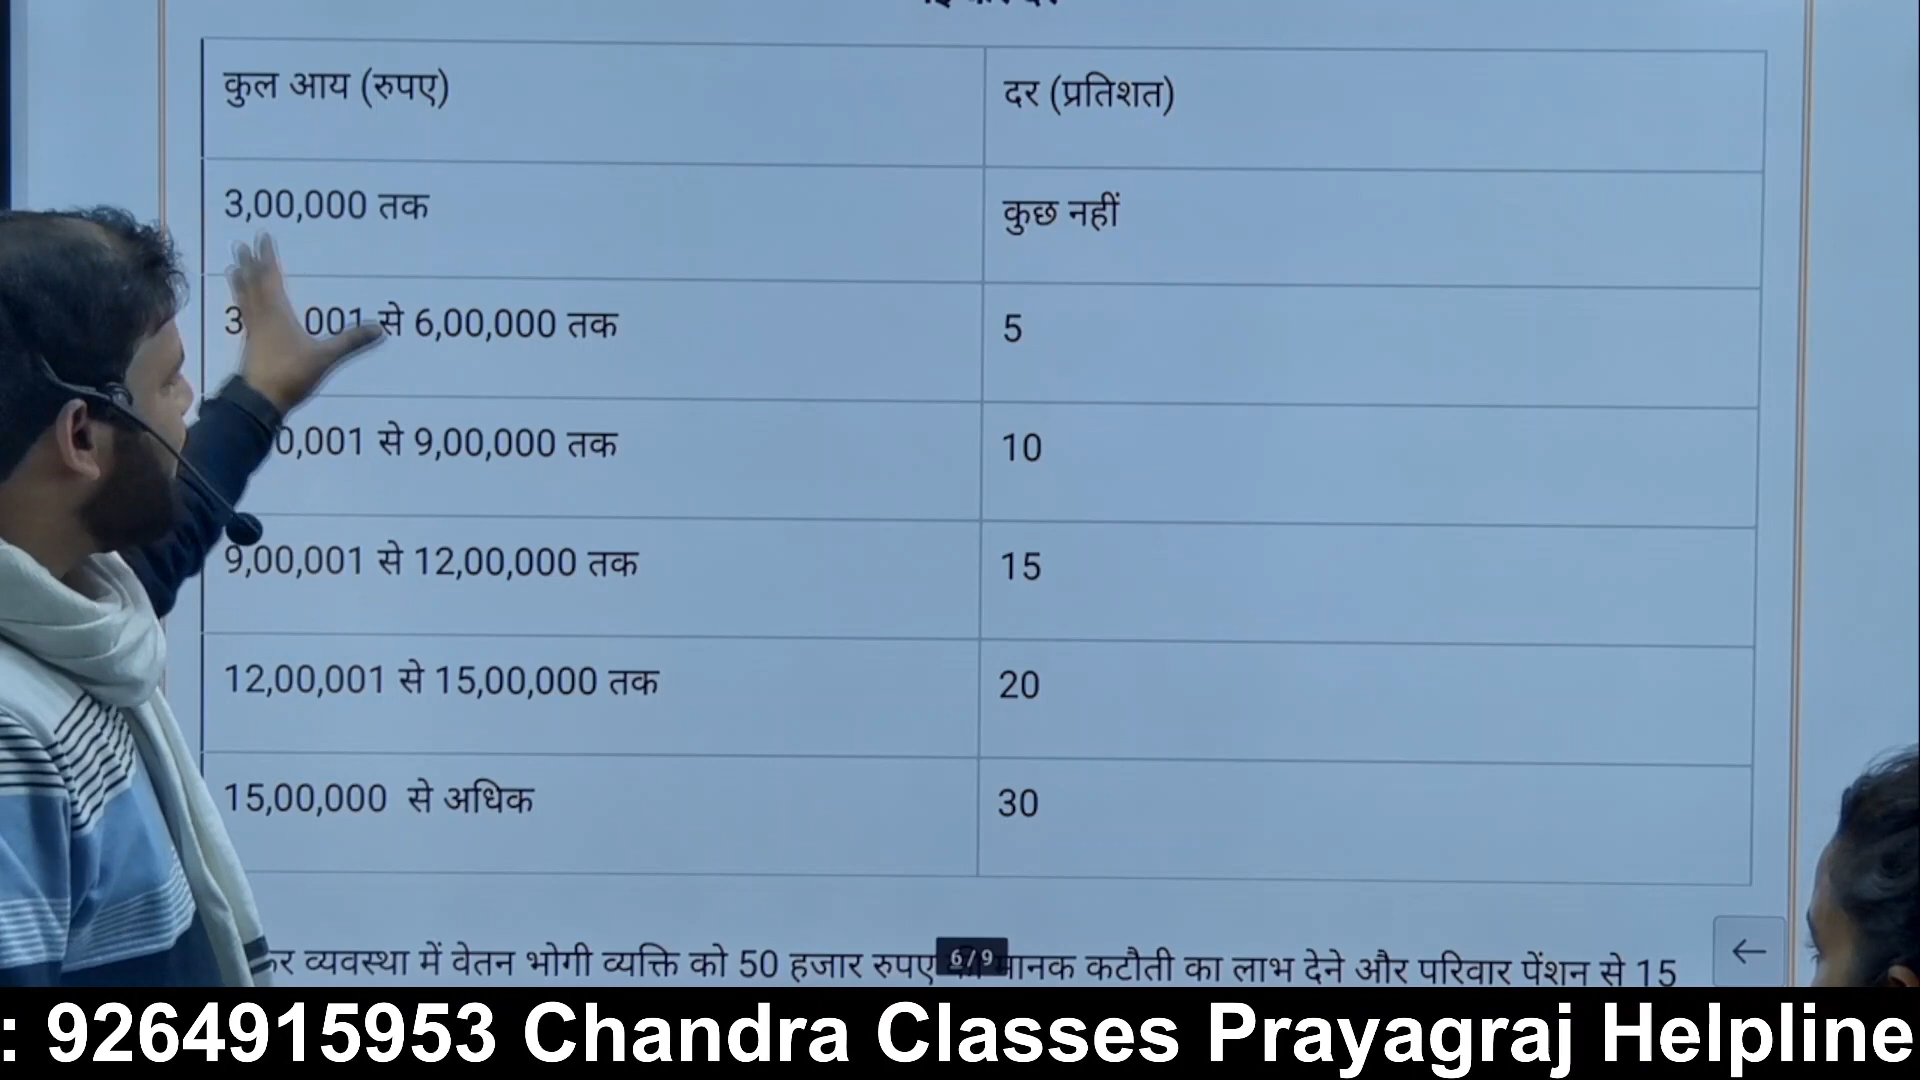 कुल आय (रुपए) दर (प्रतिशत)
3,00,000 तक कुछ नहीं
001 से 6,00,000 तक 5
0,001 से 9,00,000 तक 10
9,00,001 से 12,00,000 तक 15
12,00,001 से 15,00,000 तक 20
15,00,000 से अधिक 30
व्यवस्था में वेतन भोगी व्यक्ति को 50 हजार रुपए मानक कटौती का लाभ देने और परिवार पेंशन से 15
6/9
: 9264915953 Chandra Classes Prayagraj Helpline